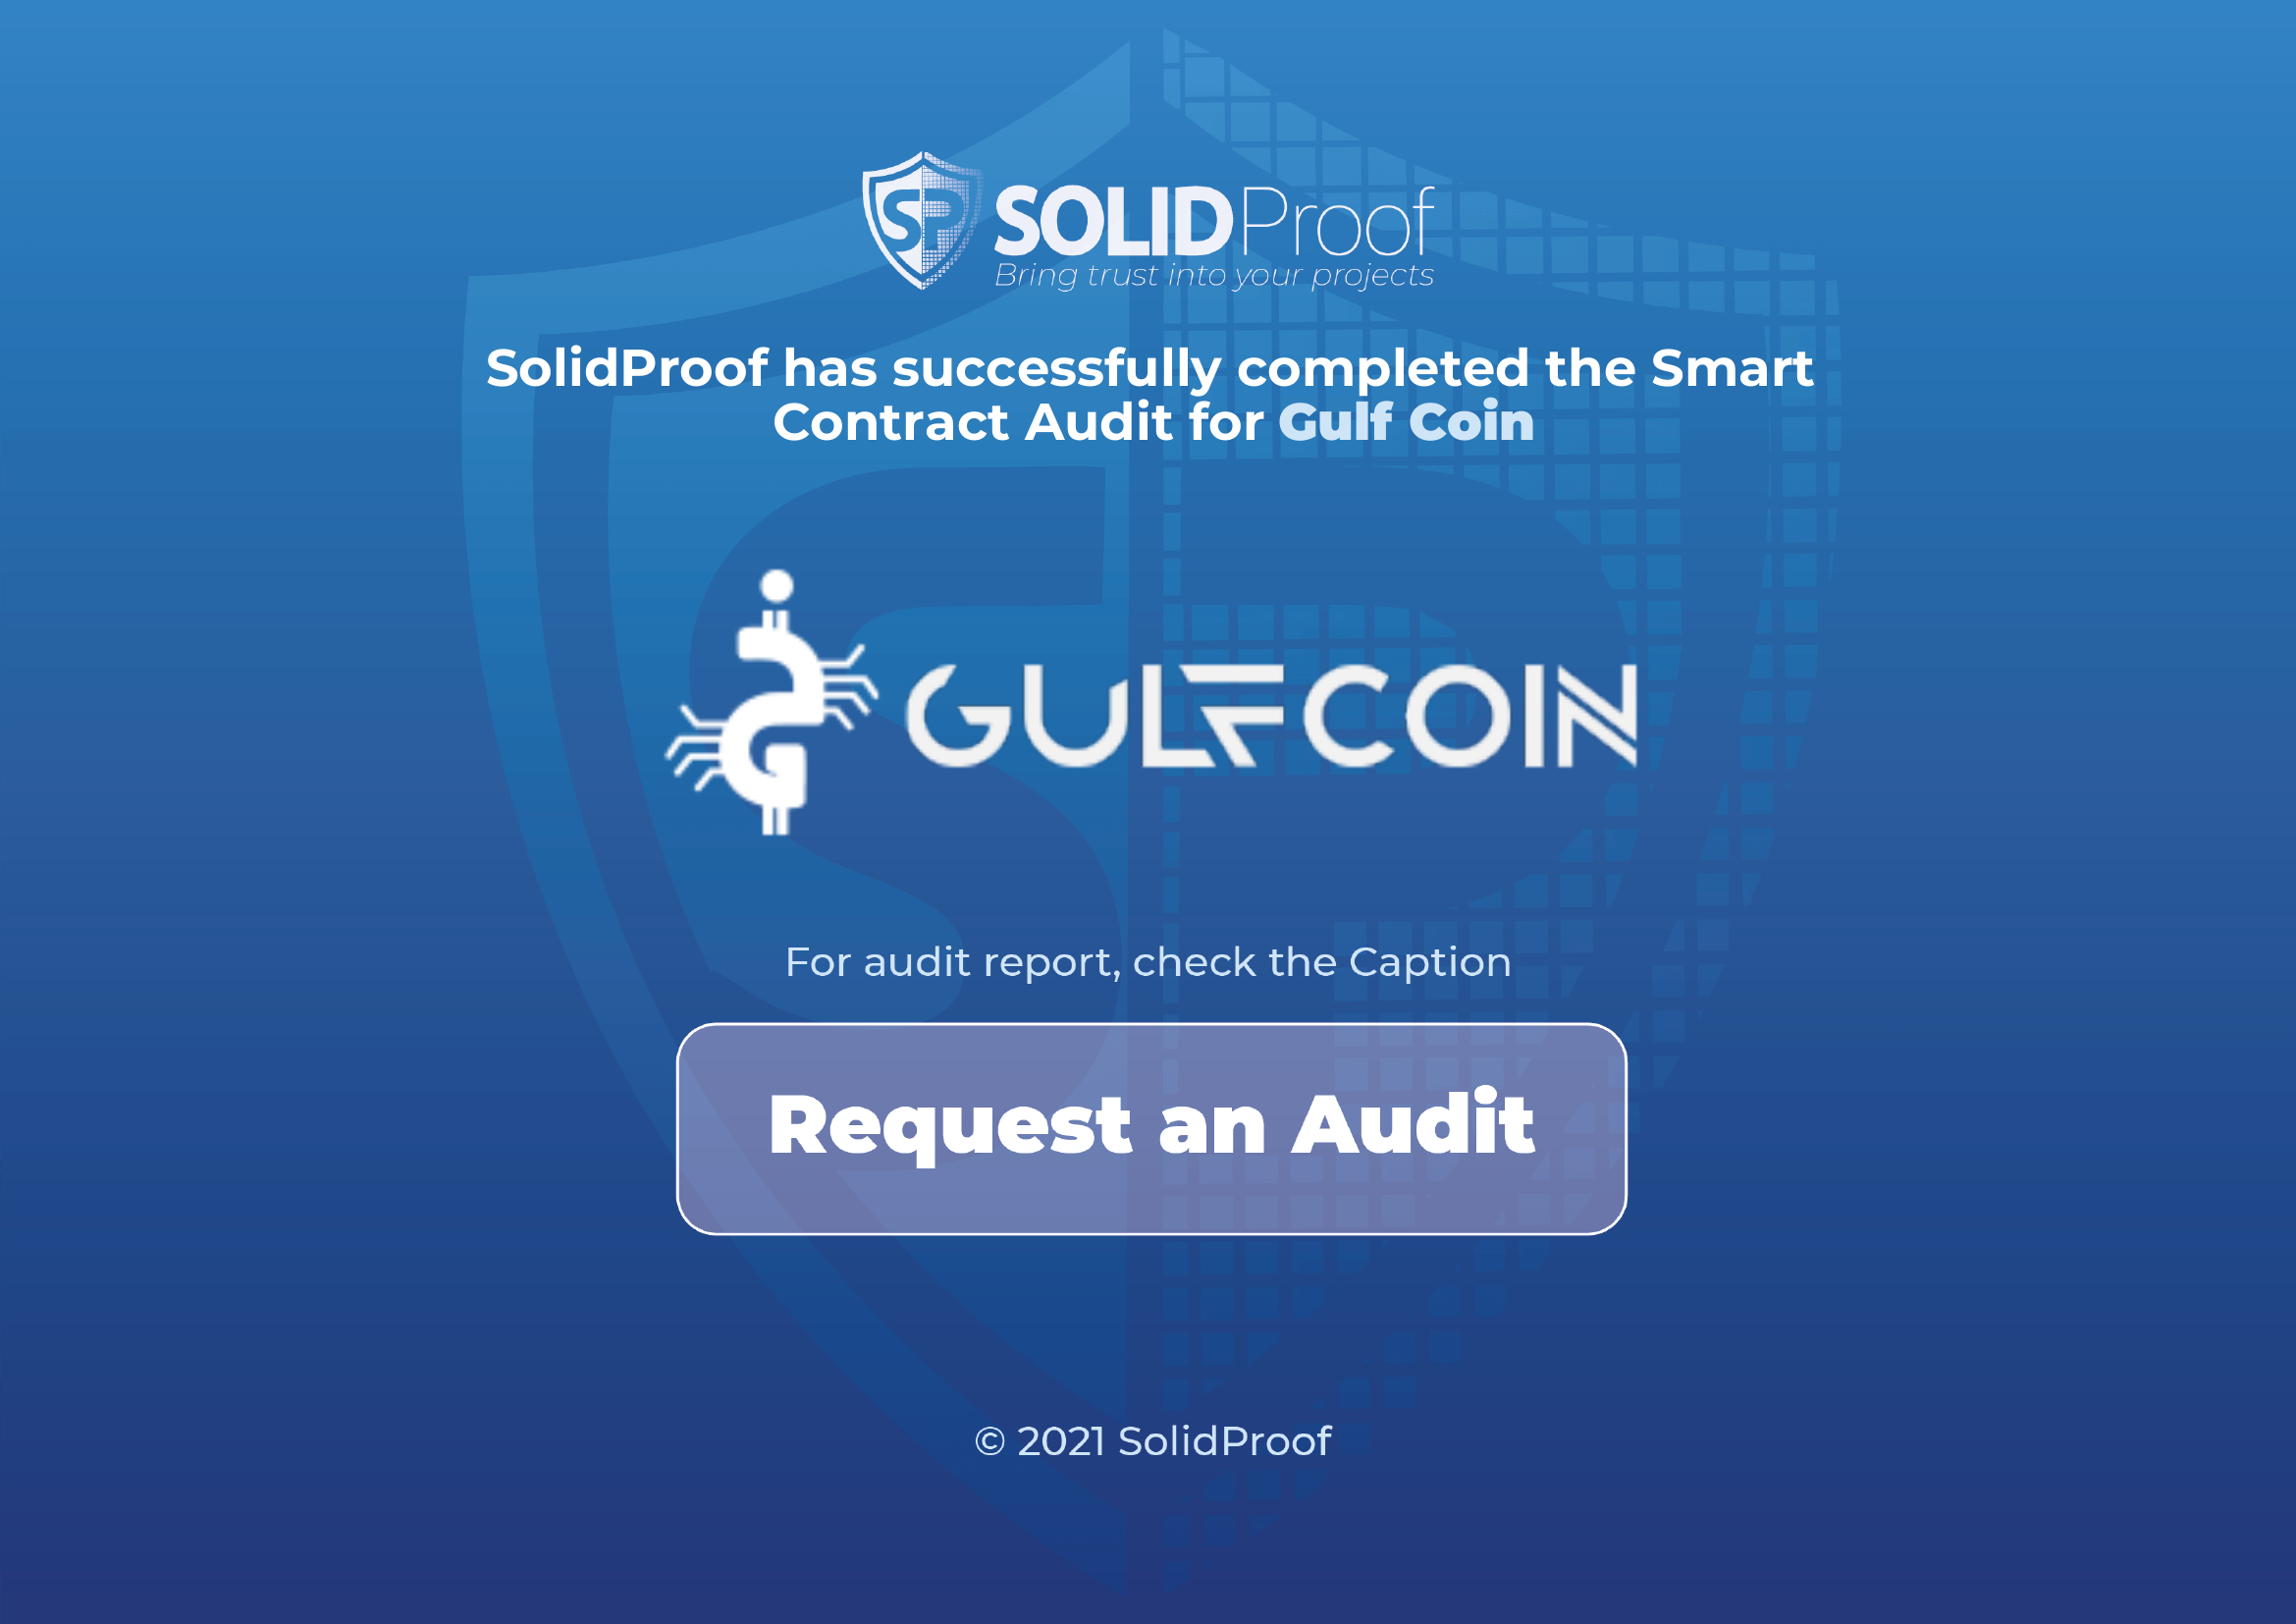 SP SOLIDProof
Bring trust into your projects
SolidProof has successfully completed the Smart
Contract Audit for Gulf Coin
GULFCOIN
For audit report, check the Caption
Request an Audit
© 2021 SolidProof